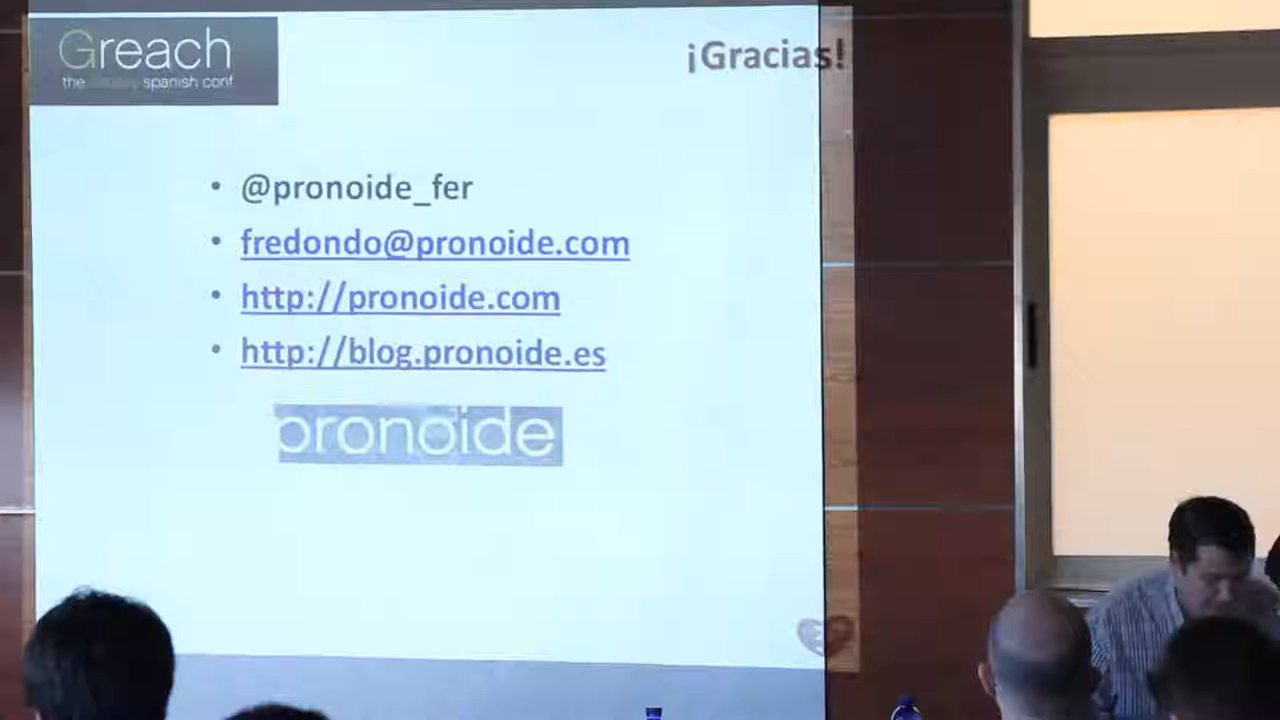 Greach
the spanish conf
¡Gracias!
• @pronoide_fer
• fredondo@pronoide.com
• http://pronoide.com
• http://blog.pronoide.es
pronoide